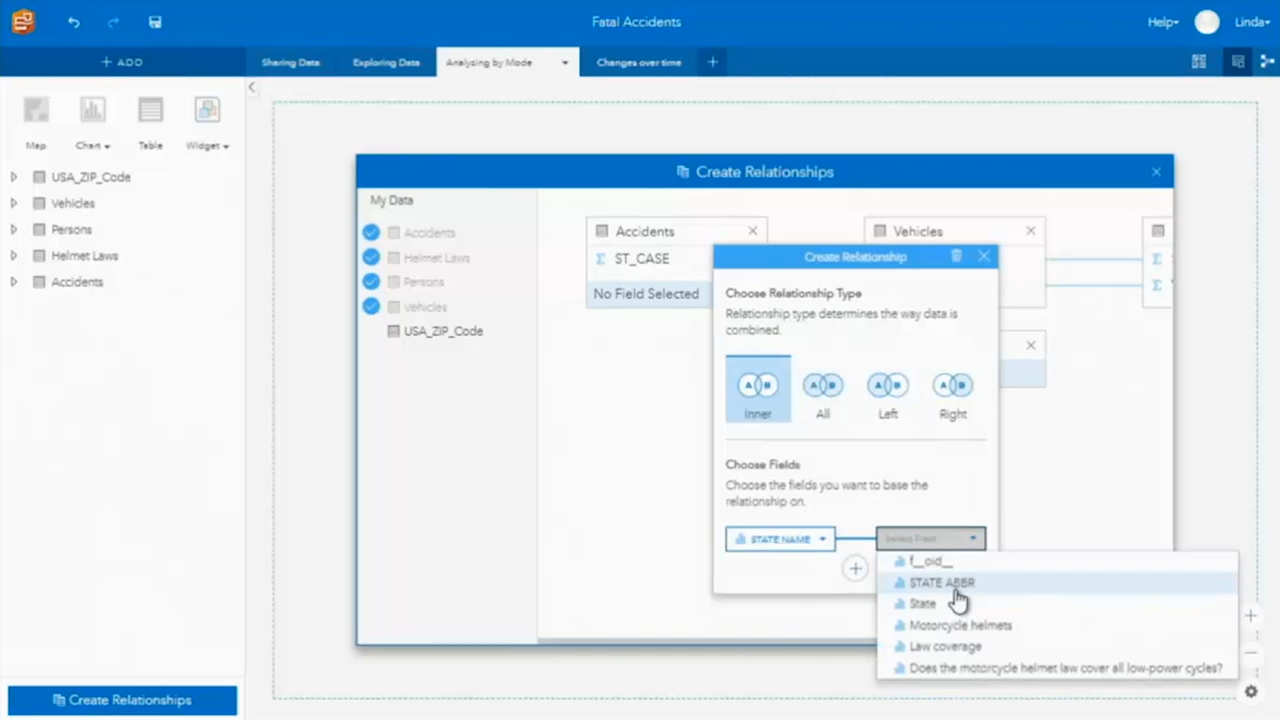 Fatal Accidents
Help
Linda
+ ADD
Sharing Data
Exploring Data
Analysing by Mode
Changes over time
+
Map
Chart
Table
Widget
USA_ZIP_Code
Vehicles
Persons
Helmet Laws
Accidents
Create Relationships
Create Relationships
My Data
Accidents
Helmet Laws
Persons
Vehicles
USA_ZIP_Code
Accidents
Σ ST_CASE
No Field Selected
Vehicles
Σ
Σ
Create Relationship
Choose Relationship Type
Relationship type determines the way data is
combined.
A B
Inner
A B
All
A B
Left
A B
Right
Choose Fields
Choose the fields you want to base the
relationship on.
STATE NAME
Select Field
f__oid__
STATE ABBR
State
Motorcycle helmets
Law coverage
Does the motorcycle helmet law cover all low-power cycles?